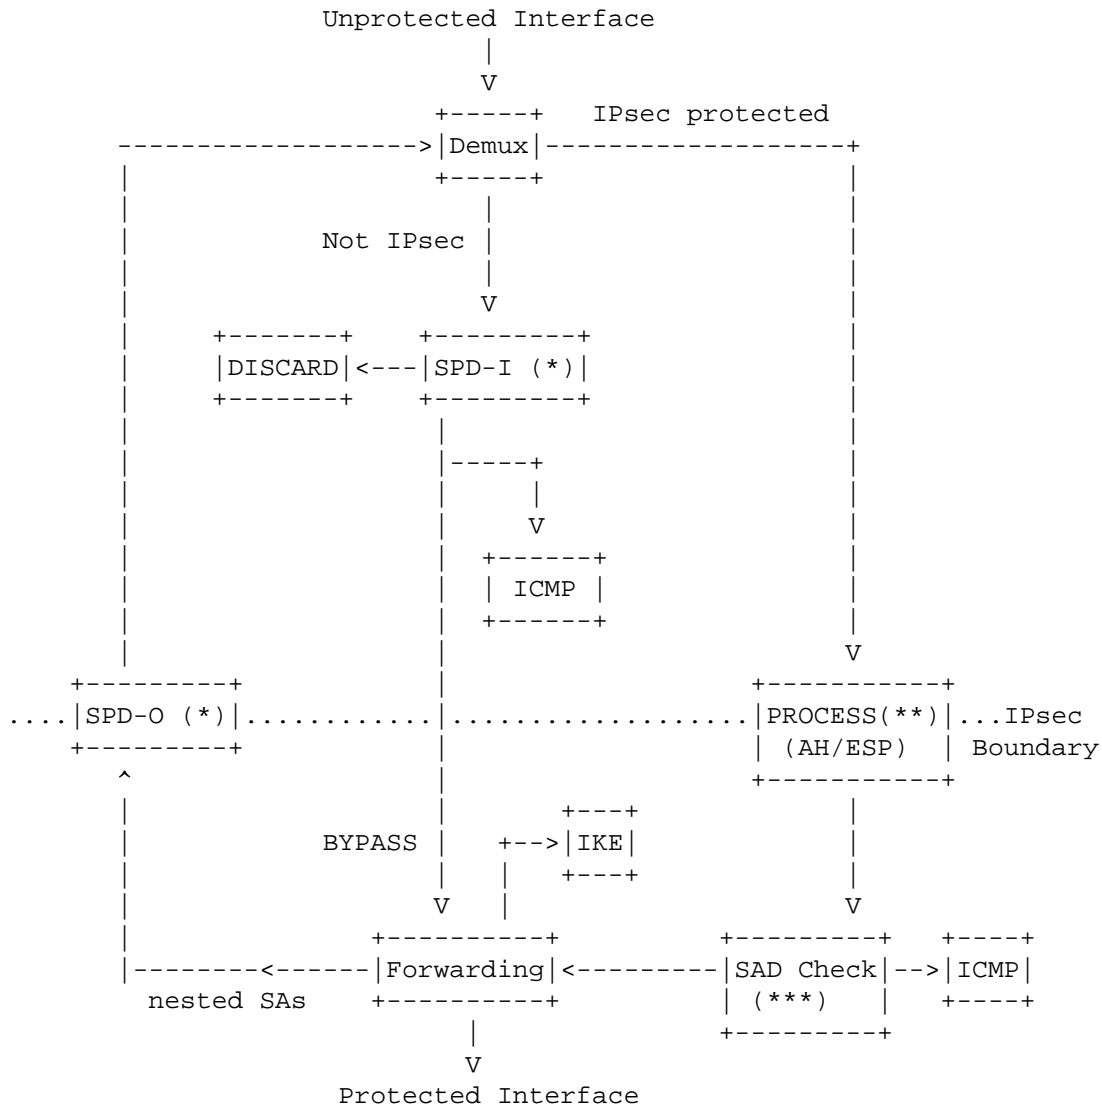 Unprotected Interface
|
V
+-----+ IPsec protected
------------------->|Demux|-------------------+
| +-----+ |
| | |
| Not IPsec | |
| | |
| V |
| +-------+ +---------+ |
| |DISCARD|<---|SPD-I (*)| |
| +-------+ +---------+ |
| | |
| |-----+ |
| | | |
| | V |
| | +------+ |
| | | ICMP | |
| | +------+ |
| | V
+---------+ | +-----------+
....|SPD-O (*)|............|...................|PROCESS(**)|...IPsec
+---------+ | | (AH/ESP) | Boundary
^ | +-----------+
| | +---+ |
| BYPASS | +-->|IKE| |
| | | +---+ |
| V | V
| +----------+ +---------+ +----+
|--------<------|Forwarding|<---------|SAD Check|-->|ICMP|
nested SAs +----------+ | (***) | +----+
| +---------+
V
Protected Interface